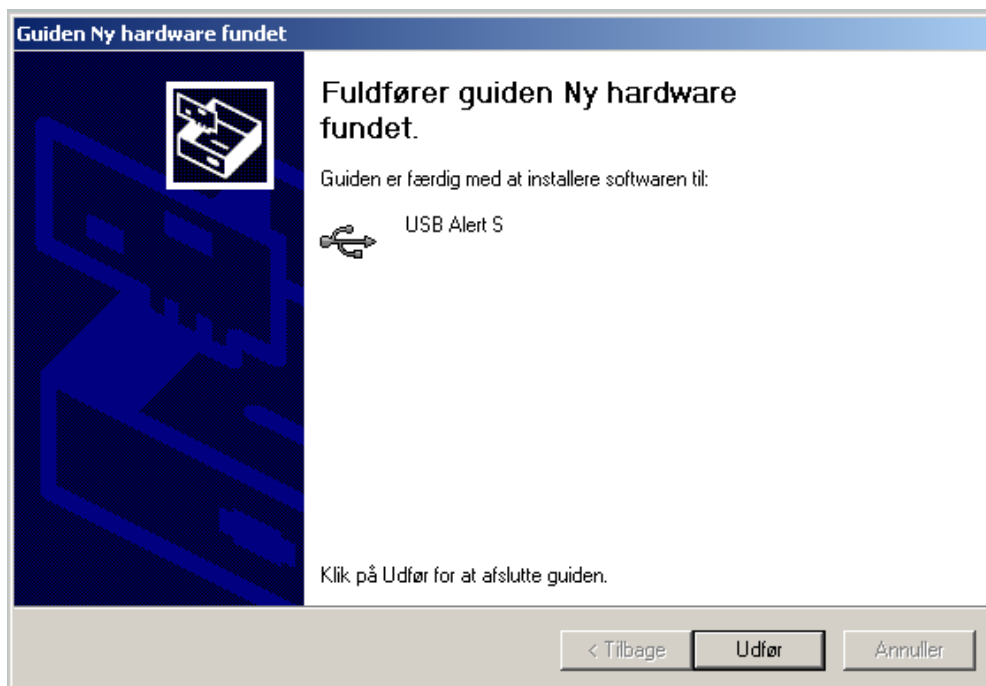 Guiden Ny hardware fundet
Fuldfører guiden Ny hardware
fundet.
Guiden er færdig med at installere softwaren til:
USB Alert S
Klik på Udfør for at afslutte guiden.
< Tilbage
Udfør
Annuller